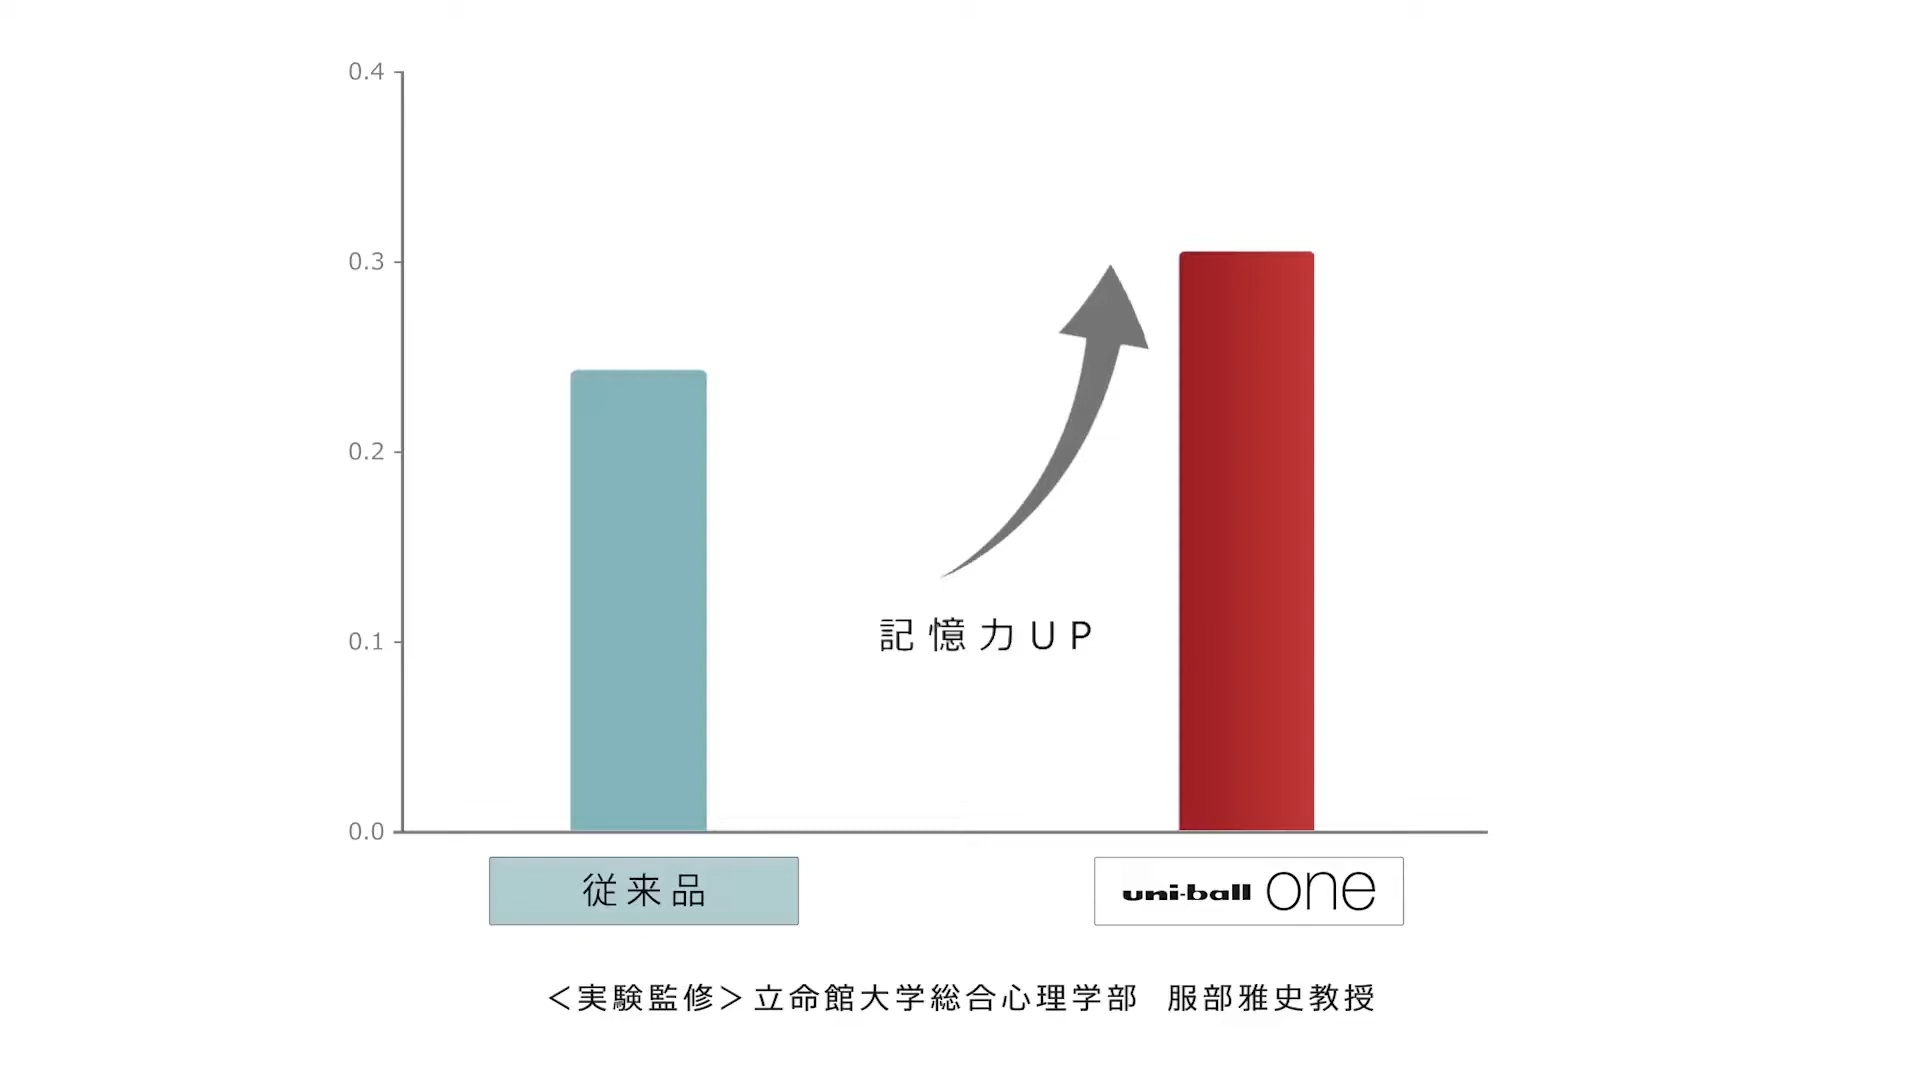 0.4
0.3
0.2
0.1
0.0
記憶力UP
従来品
uni-ball one
＜実験監修＞立命館大学総合心理学部 服部雅史教授